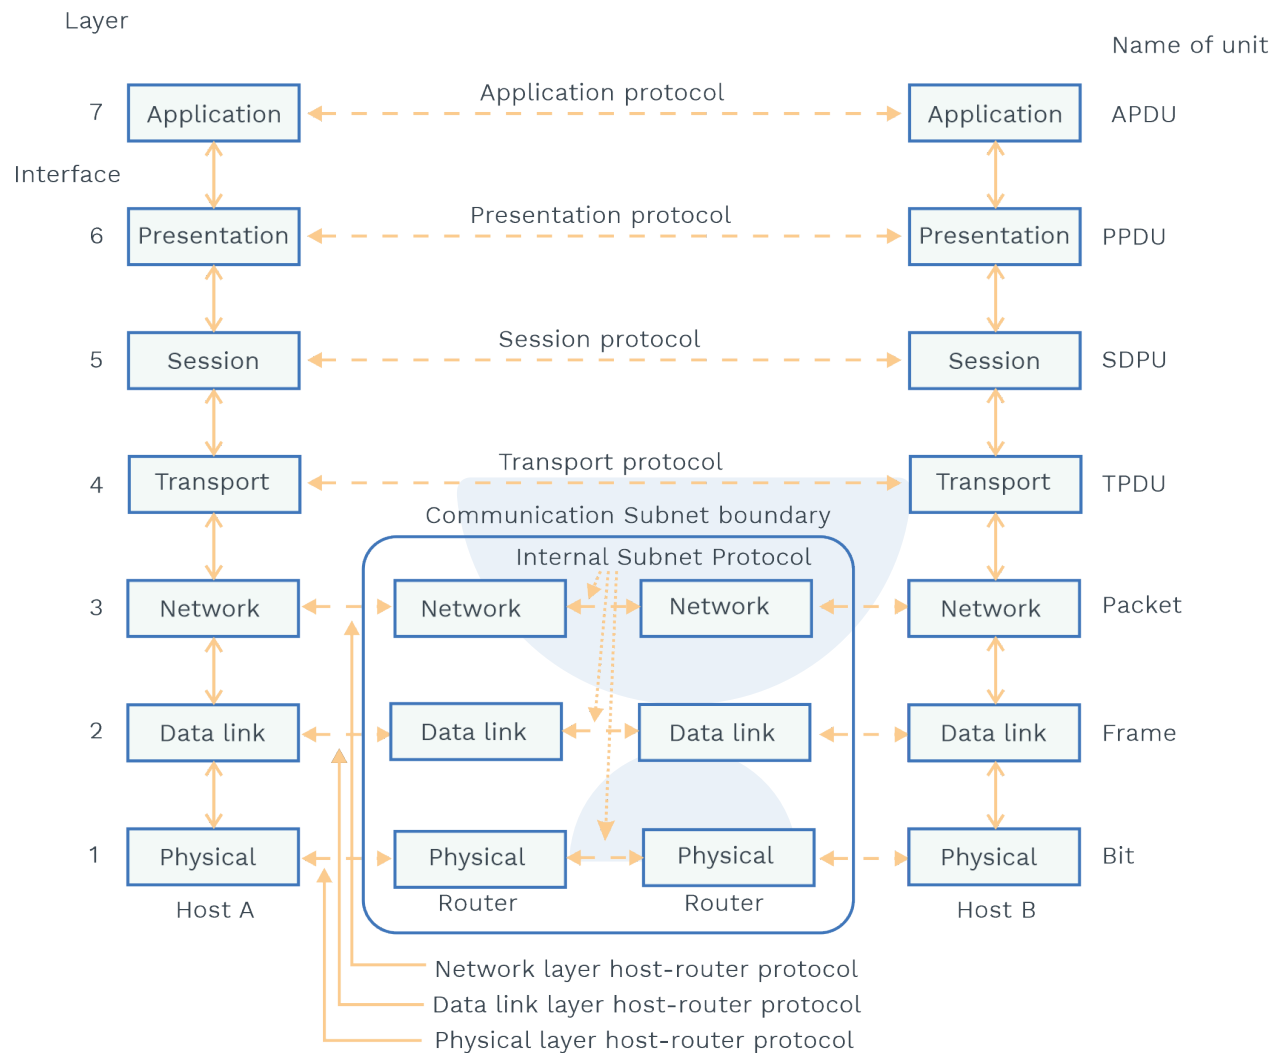 Layer
Name of unit
7
Application
Application protocol
Application
APDU
Interface
6
Presentation
Presentation protocol
Presentation
PPDU
5
Session
Session protocol
Session
SDPU
4
Transport
Transport protocol
Transport
TPDU
Communication Subnet boundary
Internal Subnet Protocol
3
Network
Network
Network
Network
Packet
2
Data link
Data link
Data link
Data link
Frame
1
Physical
Physical
Physical
Physical
Bit
Host A
Router
Router
Host B
Network layer host-router protocol
Data link layer host-router protocol
Physical layer host-router protocol